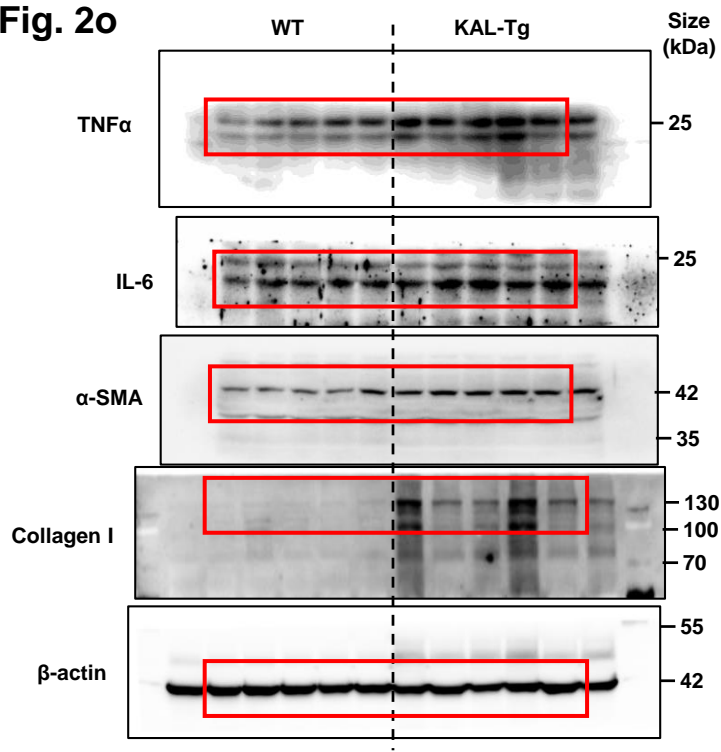 Fig. 2o
WT
KAL-Tg
Size
(kDa)
TNFα
25
IL-6
25
α-SMA
42
35
Collagen I
130
100
70
β-actin
55
42